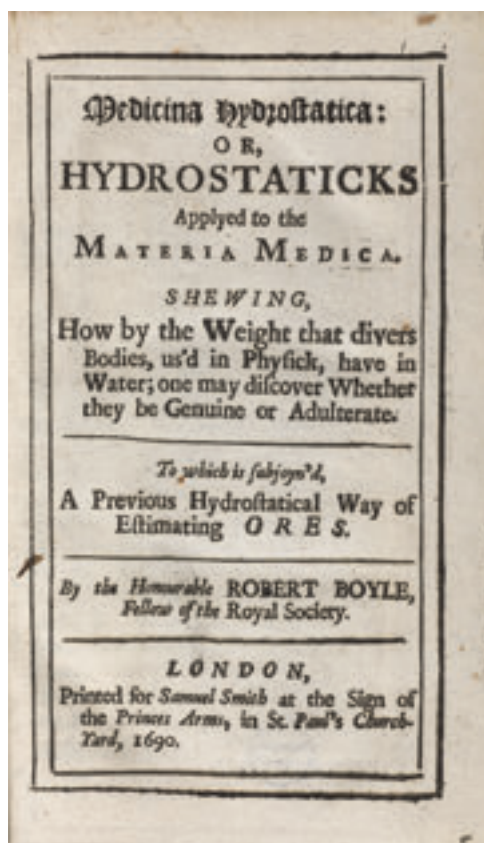 Medicina Hydroſtatica:
OR,
HYDROSTATICKS
Applyed to the
MATERIA MEDICA.
SHEWING,
How by the Weight that divers
Bodies, us'd in Phyſick, have in
Water; one may diſcover Whether
they be Genuine or Adulterate.
To which is ſubjoyn'd,
A Previous Hydroſtatical Way of
Eſtimating ORES.
By the Honourable ROBERT BOYLE,
Fellow of the Royal Society.
LONDON,
Printed for Samuel Smith at the Sign of
the Princes Arms, in St. Paul's Church-
Yard, 1690.